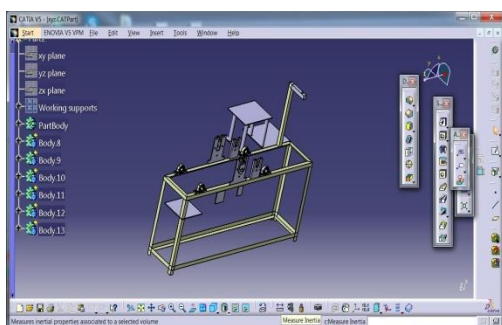 CATIA V5 - [xyz.CATPart]
Start ENOVIA V5 VPM File Edit View Insert Tools Window Help
xy plane
yz plane
zx plane
Working supports
PartBody
Body.8
Body.9
Body.10
Body.11
Body.12
Body.13
Measures inertial properties associated to a selected volume
Measure Inertia
c:Measure Inertia